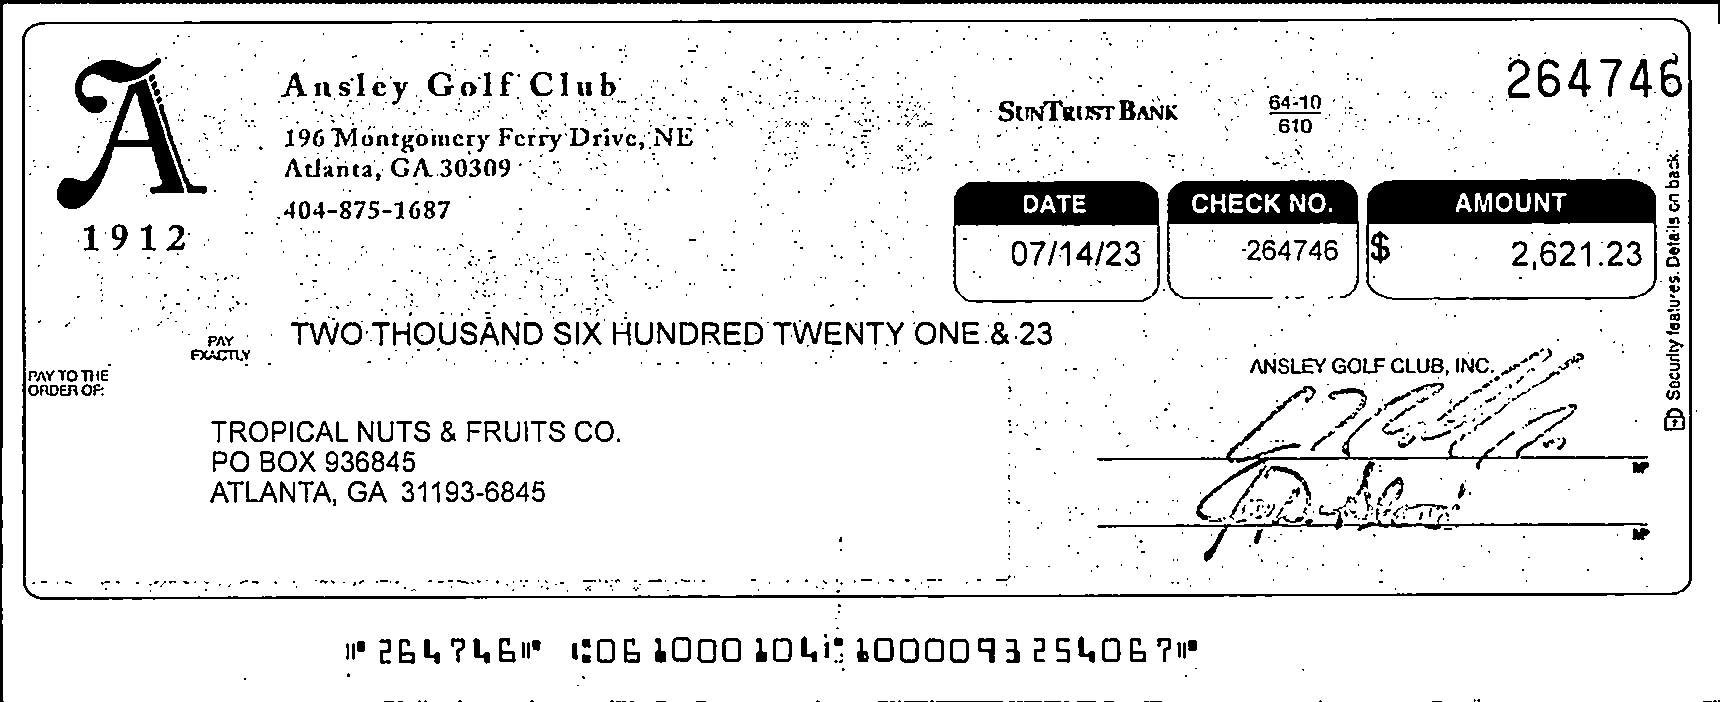 A
1912
Ansley Golf Club
196 Montgomery Ferry Drive, NE
Atlanta, GA 30309
404-875-1687
SUNTRUST BANK
64-10
610
264746
DATE
07/14/23
CHECK NO.
264746
AMOUNT
$ 2,621.23
Security features. Details on back.
PAY
EXACTLY
TWO THOUSAND SIX HUNDRED TWENTY ONE & 23
PAY TO THE
ORDER OF:
TROPICAL NUTS & FRUITS CO.
PO BOX 936845
ATLANTA, GA 31193-6845
ANSLEY GOLF CLUB, INC.
MP
MP
⑈264746⑈ ⑆061000104⑆1000093254067⑈